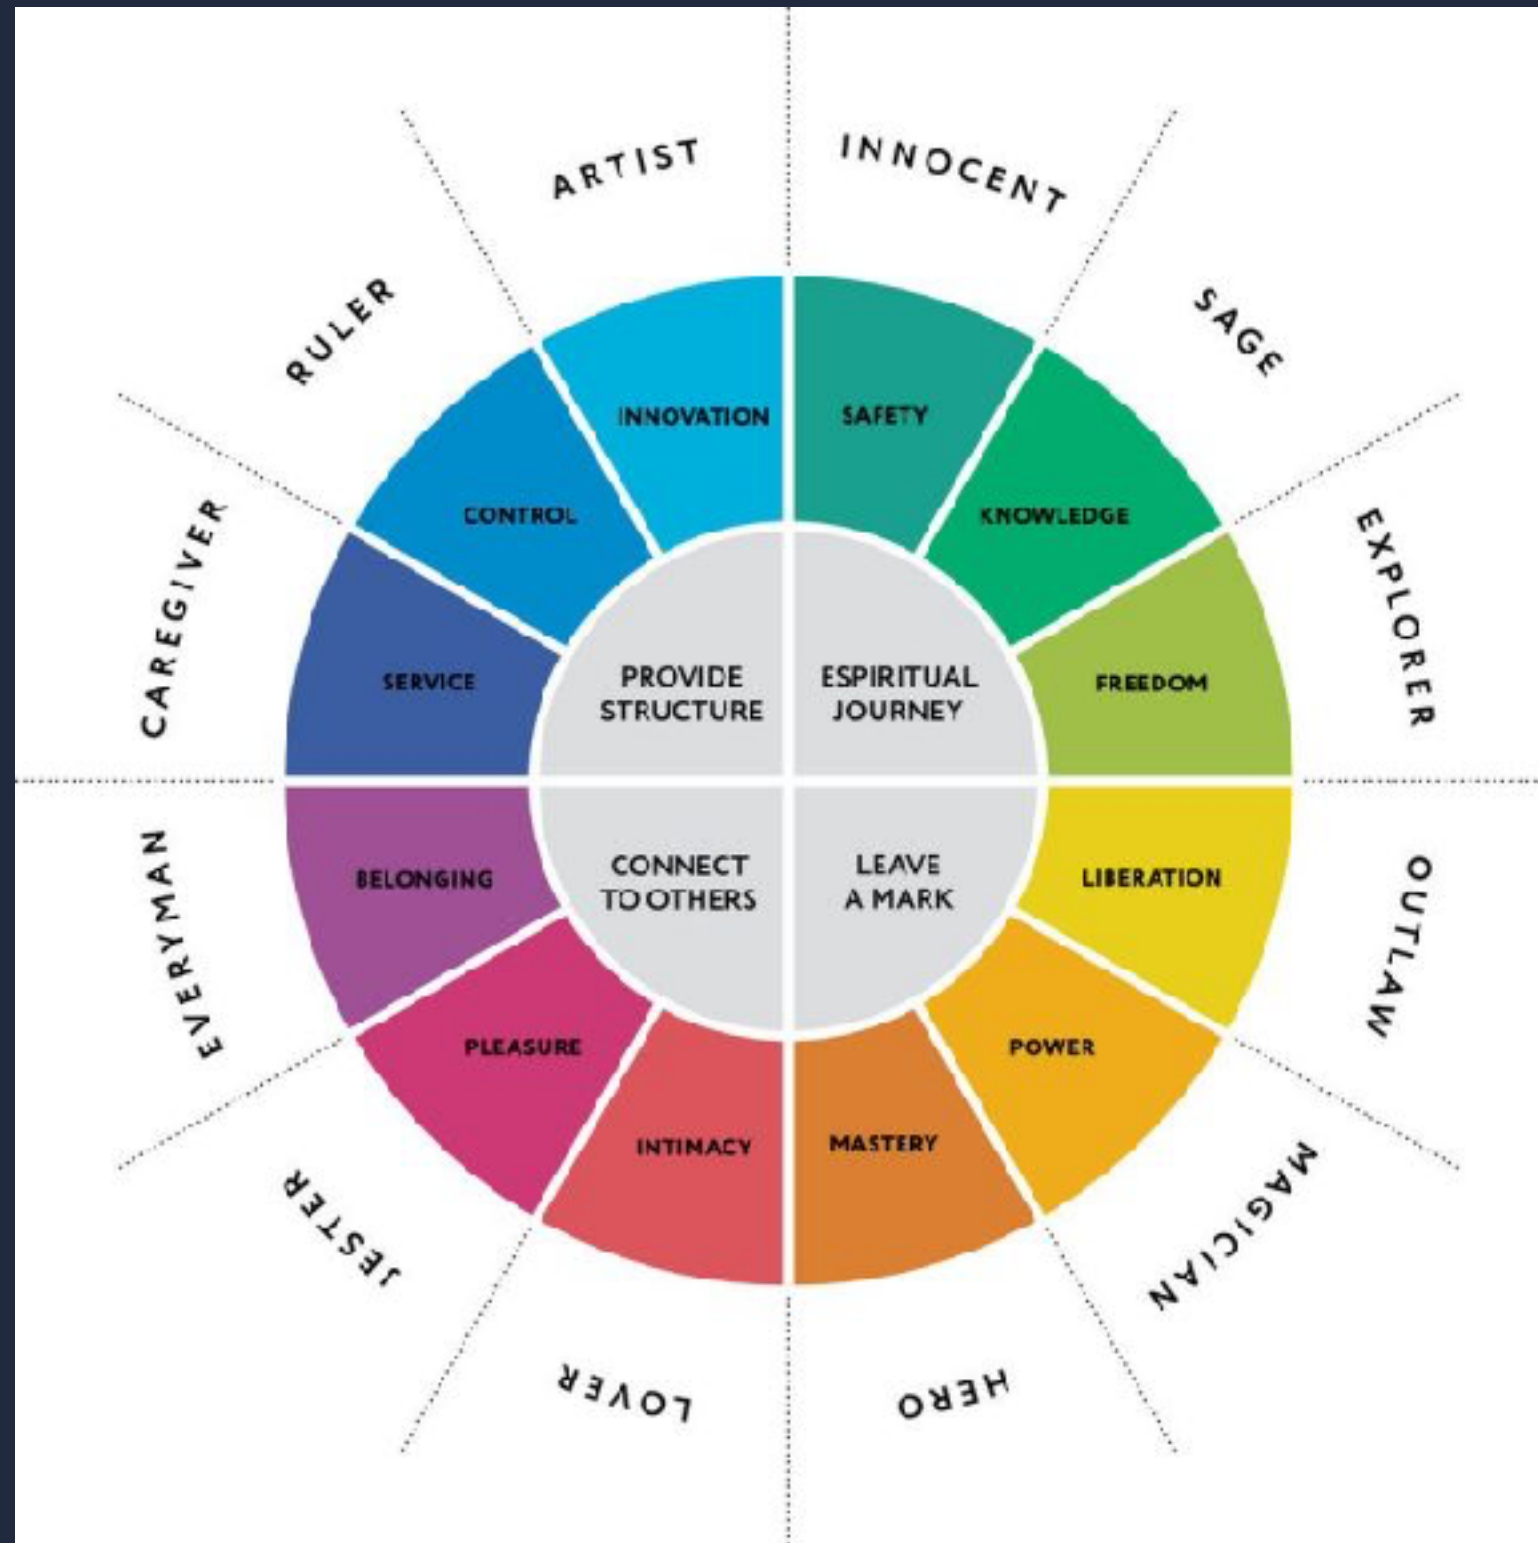 ARTIST
INNOCENT
SAGE
EXPLORER
OUTLAW
MAGICIAN
HERO
LOVER
JESTER
EVERYMAN
CAREGIVER
RULER
INNOVATION
SAFETY
KNOWLEDGE
FREEDOM
LIBERATION
POWER
MASTERY
INTIMACY
PLEASURE
BELONGING
SERVICE
CONTROL
PROVIDE
STRUCTURE
ESPIRITUAL
JOURNEY
CONNECT
TO OTHERS
LEAVE
A MARK